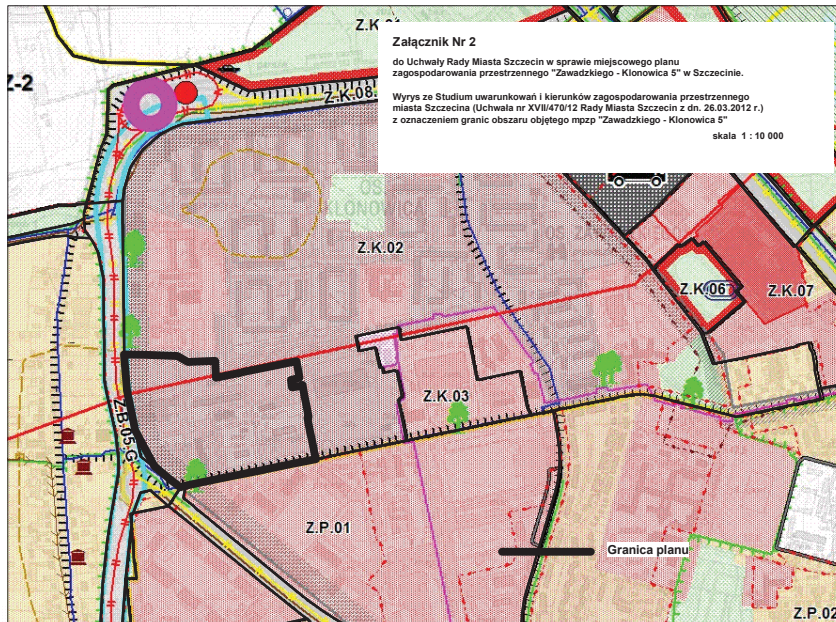 Załącznik Nr 2
do Uchwały Rady Miasta Szczecin w sprawie miejscowego planu
zagospodarowania przestrzennego "Zawadzkiego - Klonowica 5" w Szczecinie.
Wyrys ze Studium uwarunkowań i kierunków zagospodarowania przestrzennego
miasta Szczecina (Uchwała nr XVII/470/12 Rady Miasta Szczecin z dn. 26.03.2012 r.)
z oznaczeniem granic obszaru objętego mpzp "Zawadzkiego - Klonowica 5"
skala 1 : 10 000
Z-2
Z.K.08.
OS.
KLONOWICA
Z.K.02
Z.K.06
Z.K.07
Z.K.03
Z.B.05.G
Z.P.01
Granica planu
Z.P.02